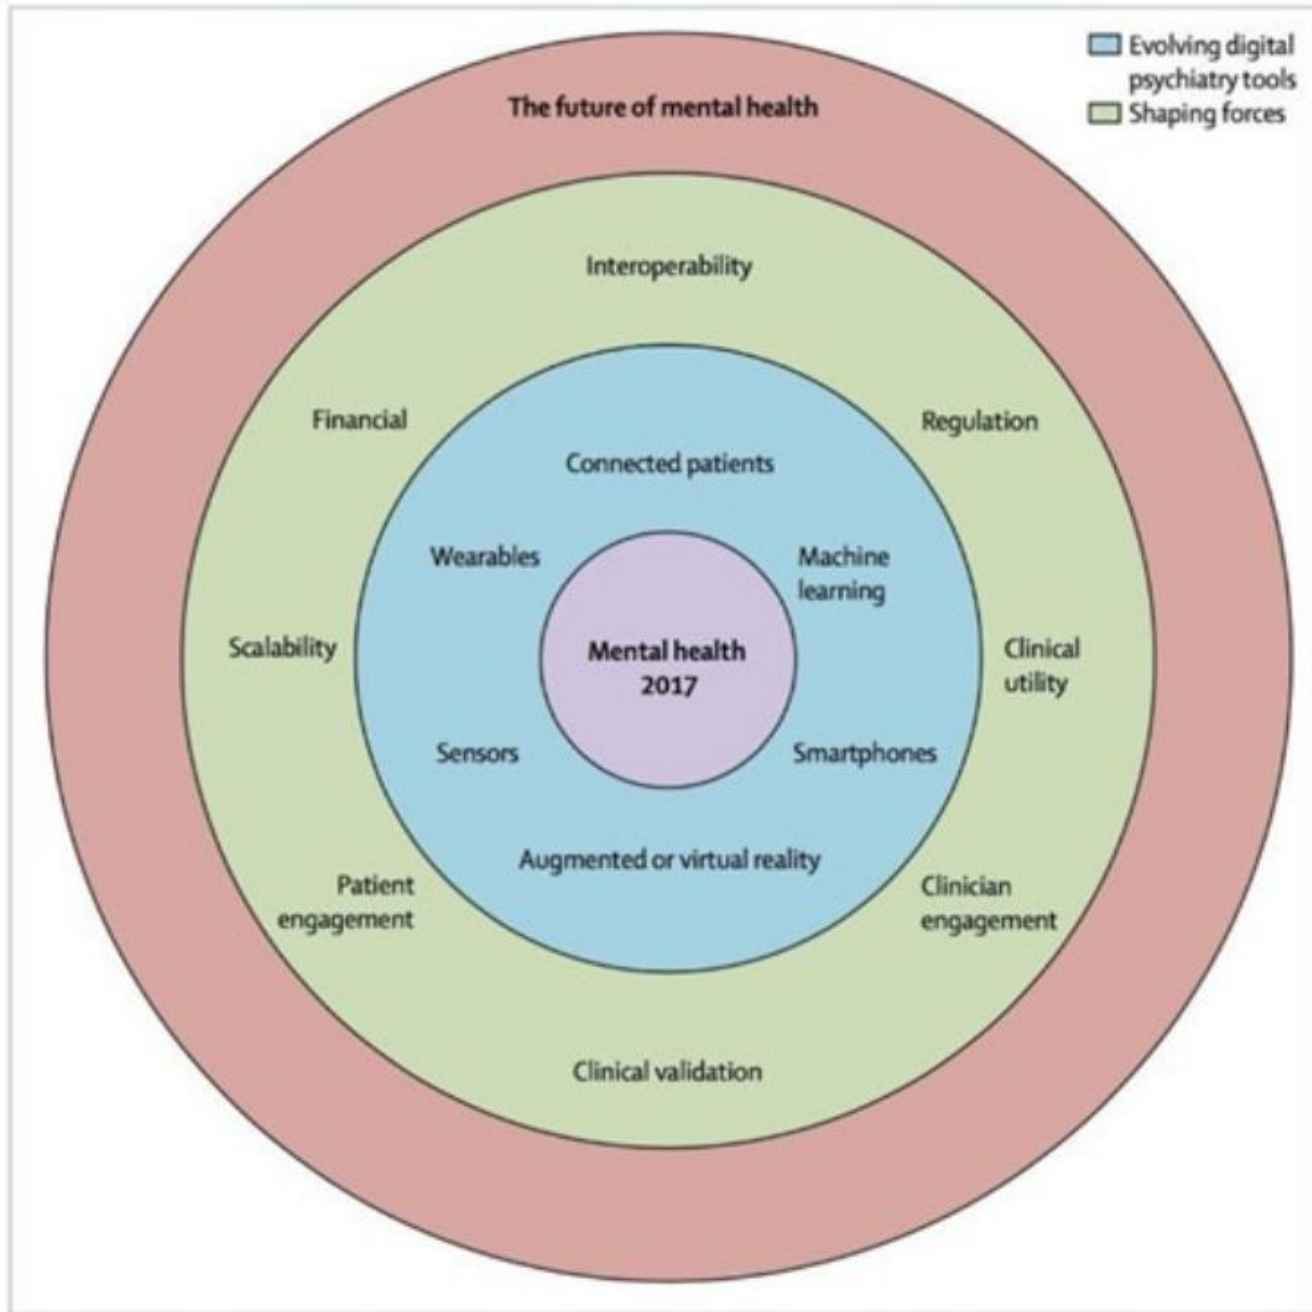 Evolving digital
psychiatry tools
Shaping forces
The future of mental health
Interoperability
Financial
Regulation
Connected patients
Wearables
Machine
learning
Scalability
Mental health
2017
Clinical
utility
Sensors
Smartphones
Augmented or virtual reality
Patient
engagement
Clinician
engagement
Clinical validation